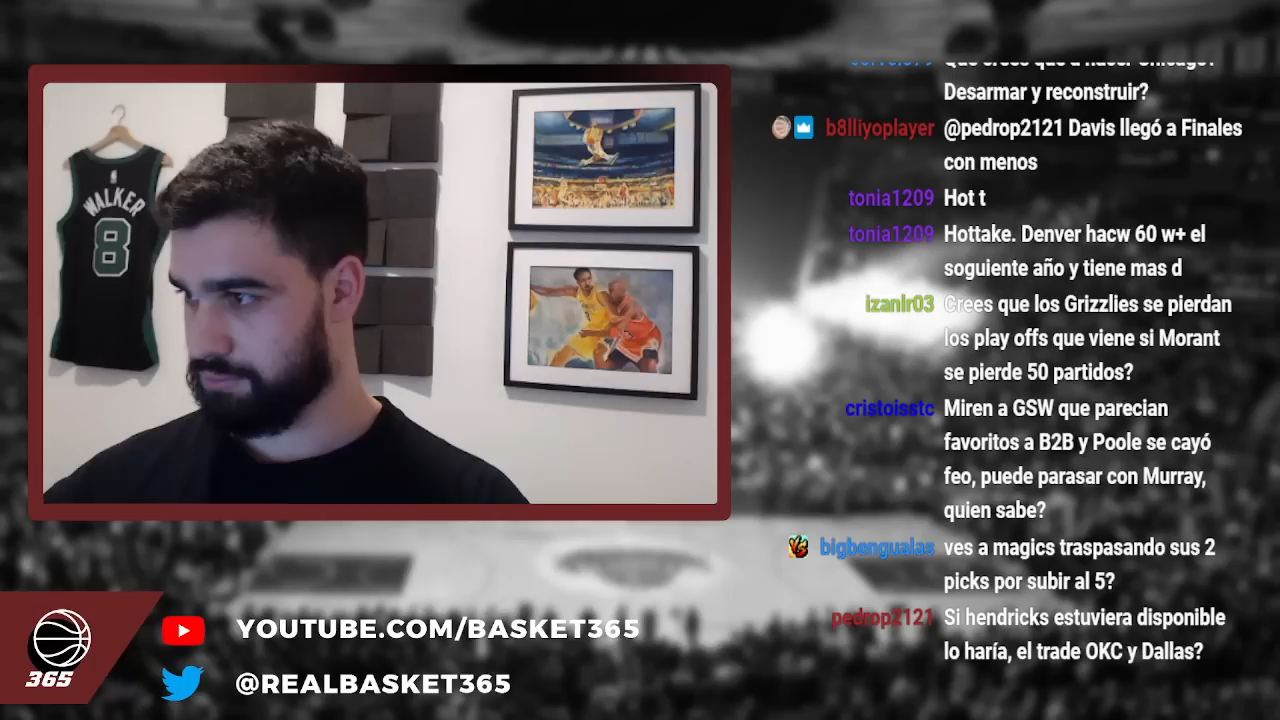 WALKER
8
Desarmar y reconstruir?
b8lliyoplayer @pedrop2121 Davis llegó a Finales
con menos
tonia1209 Hot t
tonia1209 Hottake. Denver hacw 60 w+ el
soguiente año y tiene mas d
izanlr03 Crees que los Grizzlies se pierdan
los play offs que viene si Morant
se pierde 50 partidos?
cristoisstc Miren a GSW que parecian
favoritos a B2B y Poole se cayó
feo, puede parasar con Murray,
quien sabe?
bigbengualas ves a magics traspasando sus 2
picks por subir al 5?
pedrop2121 Si hendricks estuviera disponible
lo haría, el trade OKC y Dallas?
365
YOUTUBE.COM/BASKET365
@REALBASKET365